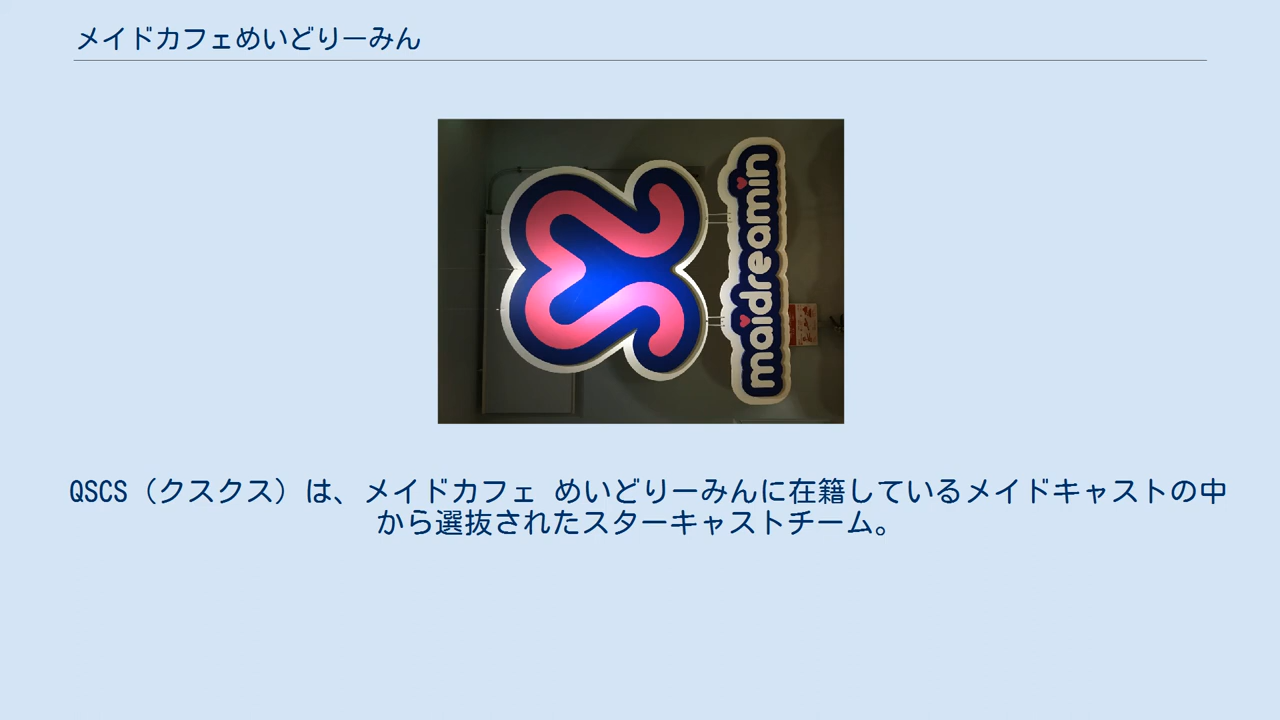 メイドカフェめいどりーみん
maidreamin
QSCS（クスクス）は、メイドカフェ めいどりーみんに在籍しているメイドキャストの中
から選抜されたスターキャストチーム。